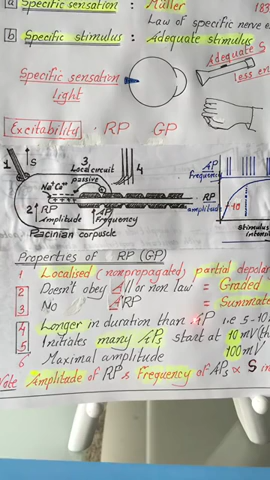 a Specific sensation : Müller 183
Law of specific nerve e
b Specific stimulus : Adequate stimulus
Adequate S
Specific sensation
light
less en
Excitability RP GP
1 S
3
Local circuit
passive
4
Na+ Ca++
2 RP
Amplitude
AP
Frequency
Pacinian corpuscle
AP
Frequency
RP
amplitude
10
Stimulus
intensi
Properties of RP (GP)
1 Localised (nonpropagated) partial depolar
2 Doesn't obey All or non law = Graded
3 No ARP = Summate
4 Longer in duration than AP i.e 5-10
5 Initiates many APs start at 10 mV (th
6 Maximal amplitude 100 mV
Note Amplitude of RP & Frequency of APs ∝ S in